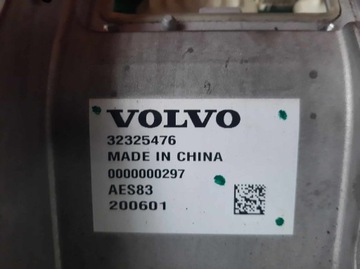 VOLVO
32325476
MADE IN CHINA
0000000297
AES83
200601